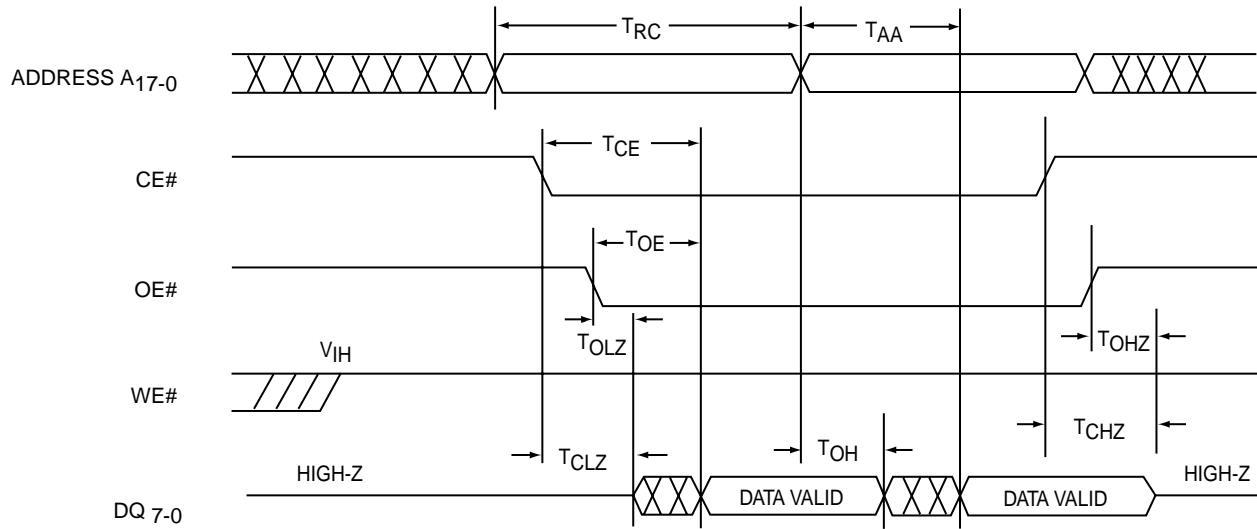 TRC
TAA
ADDRESS A17-0
TCE
CE#
TOE
OE#
TOLZ
TOHZ
VIH
WE#
TCLZ
TOH
TCHZ
HIGH-Z
HIGH-Z
DATA VALID
DATA VALID
DQ 7-0